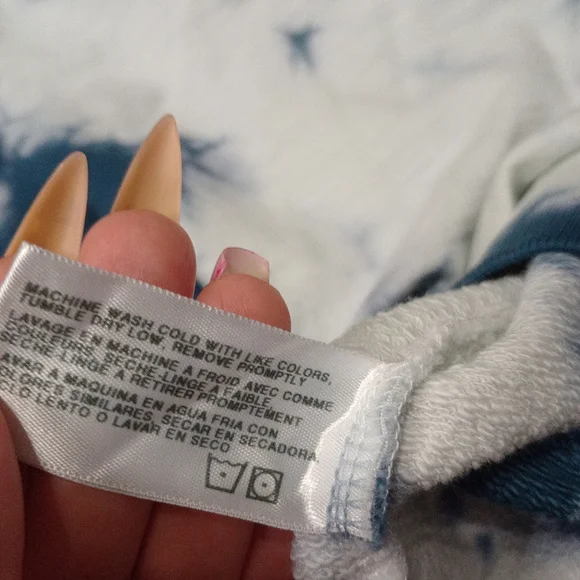 MACHINE WASH COLD WITH LIKE COLORS,
TUMBLE DRY LOW, REMOVE PROMPTLY
LAVAGE EN MACHINE A FROID AVEC COMME
COULEURS, SÈCHE-LINGE A FAIBLE,
SÈCHE-LINGE A RETIRER PROMPTEMENT
LAVAR A MAQUINA EN AGUA FRIA CON
COLORES SIMILARES, SECAR EN SECADORA
CICLO LENTO O LAVAR EN SECO